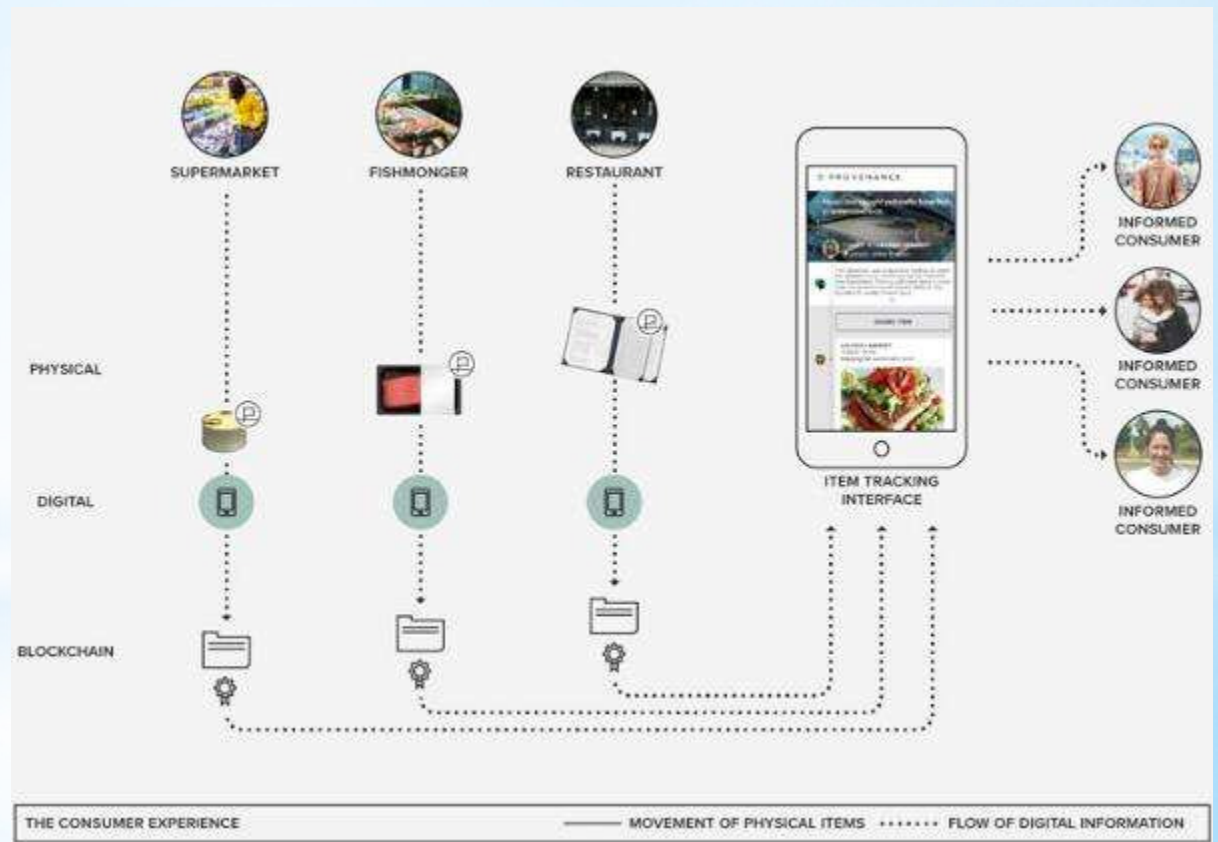 SUPERMARKET
FISHMONGER
RESTAURANT
PROVENANCE
INFORMED
CONSUMER
INFORMED
CONSUMER
INFORMED
CONSUMER
PHYSICAL
DIGITAL
ITEM TRACKING
INTERFACE
BLOCKCHAIN
THE CONSUMER EXPERIENCE
MOVEMENT OF PHYSICAL ITEMS
FLOW OF DIGITAL INFORMATION